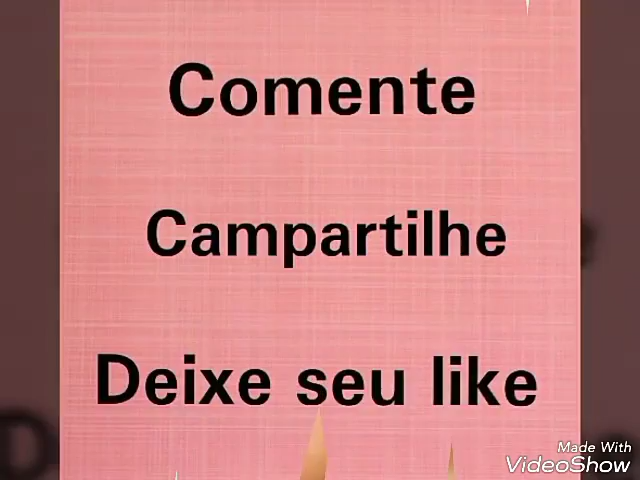 Comente
Campartilhe
Deixe seu like
Made With
VideoShow